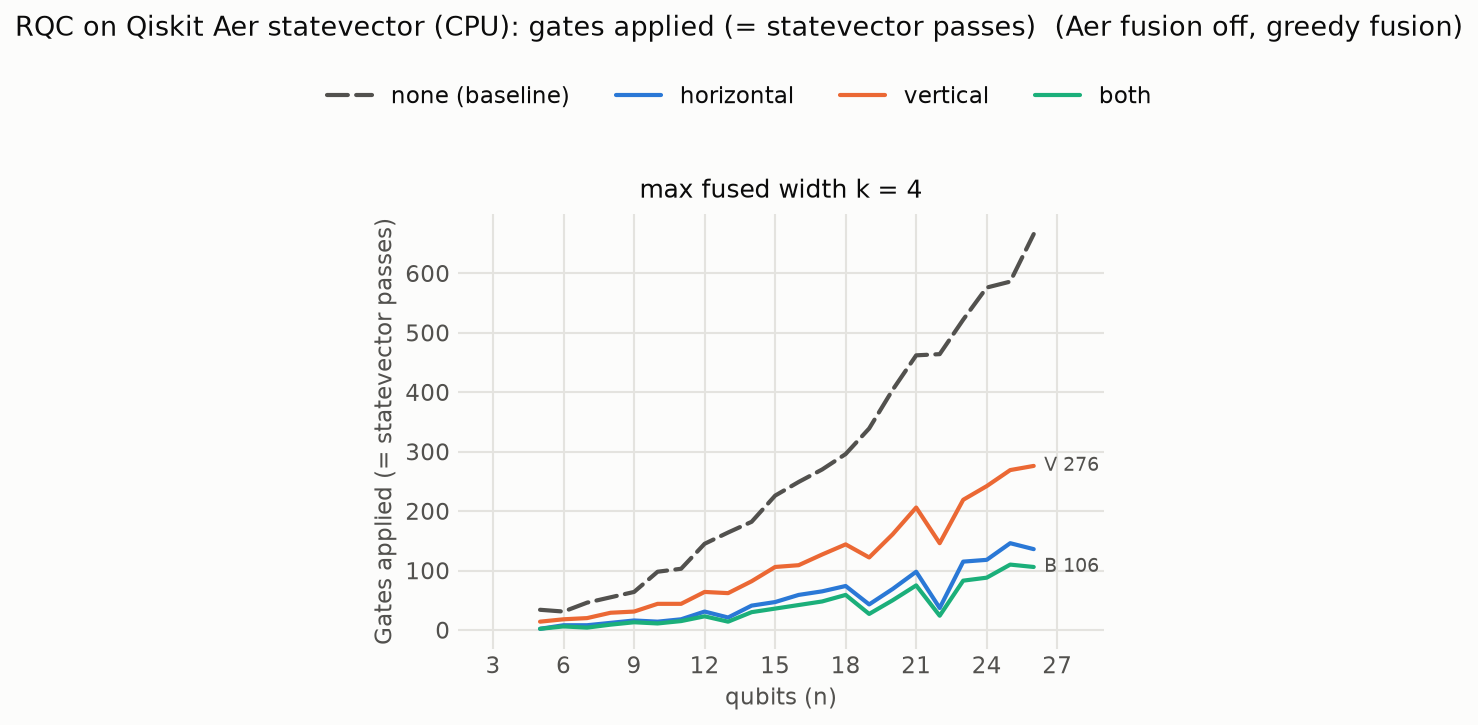 RQC on Qiskit Aer statevector (CPU): gates applied (= statevector passes)  (Aer fusion off, greedy fusion)
none (baseline)
horizontal
vertical
both
max fused width k = 4
Gates applied (= statevector passes)
600
500
400
300
200
100
0
V 276
B 106
3
6
9
12
15
18
21
24
27
qubits (n)